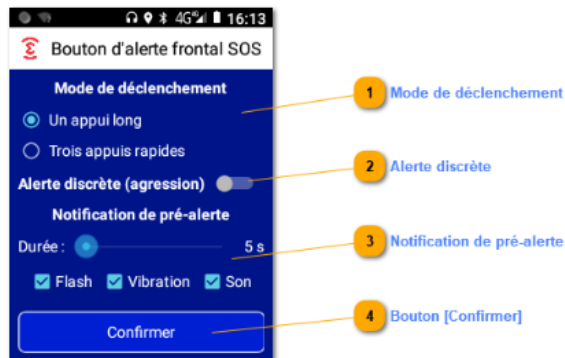 4G 16:13
Bouton d'alerte frontal SOS
Mode de déclenchement
Un appui long
Trois appuis rapides
Alerte discrète (agression)
Notification de pré-alerte
Durée : 5 s
Flash Vibration Son
Confirmer
1 Mode de déclenchement
2 Alerte discrète
3 Notification de pré-alerte
4 Bouton [Confirmer]